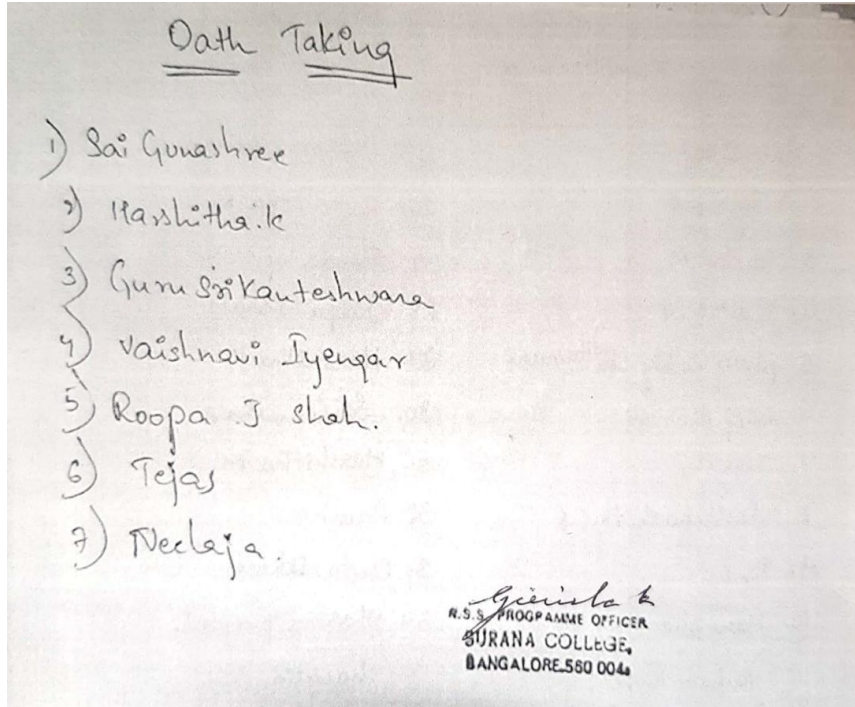 Oath Taking
1) Sai Gunashree
2) Harshitha.k
3) Guru Srikanteshwara
4) Vaishnavi Iyengar
5) Roopa J Shah.
6) Tejas
7) Neelaja.
N.S.S. PROGRAMME OFFICER
SURANA COLLEGE,
BANGALORE-560 004.